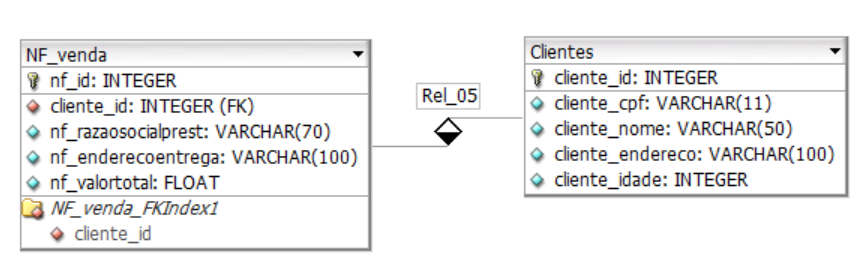 NF_venda
nf_id: INTEGER
cliente_id: INTEGER (FK)
nf_razaosocialprest: VARCHAR(70)
nf_enderecoentrega: VARCHAR(100)
nf_valortotal: FLOAT
NF_venda_FKIndex1
cliente_id
Rel_05
Clientes
cliente_id: INTEGER
cliente_cpf: VARCHAR(11)
cliente_nome: VARCHAR(50)
cliente_endereco: VARCHAR(100)
cliente_idade: INTEGER